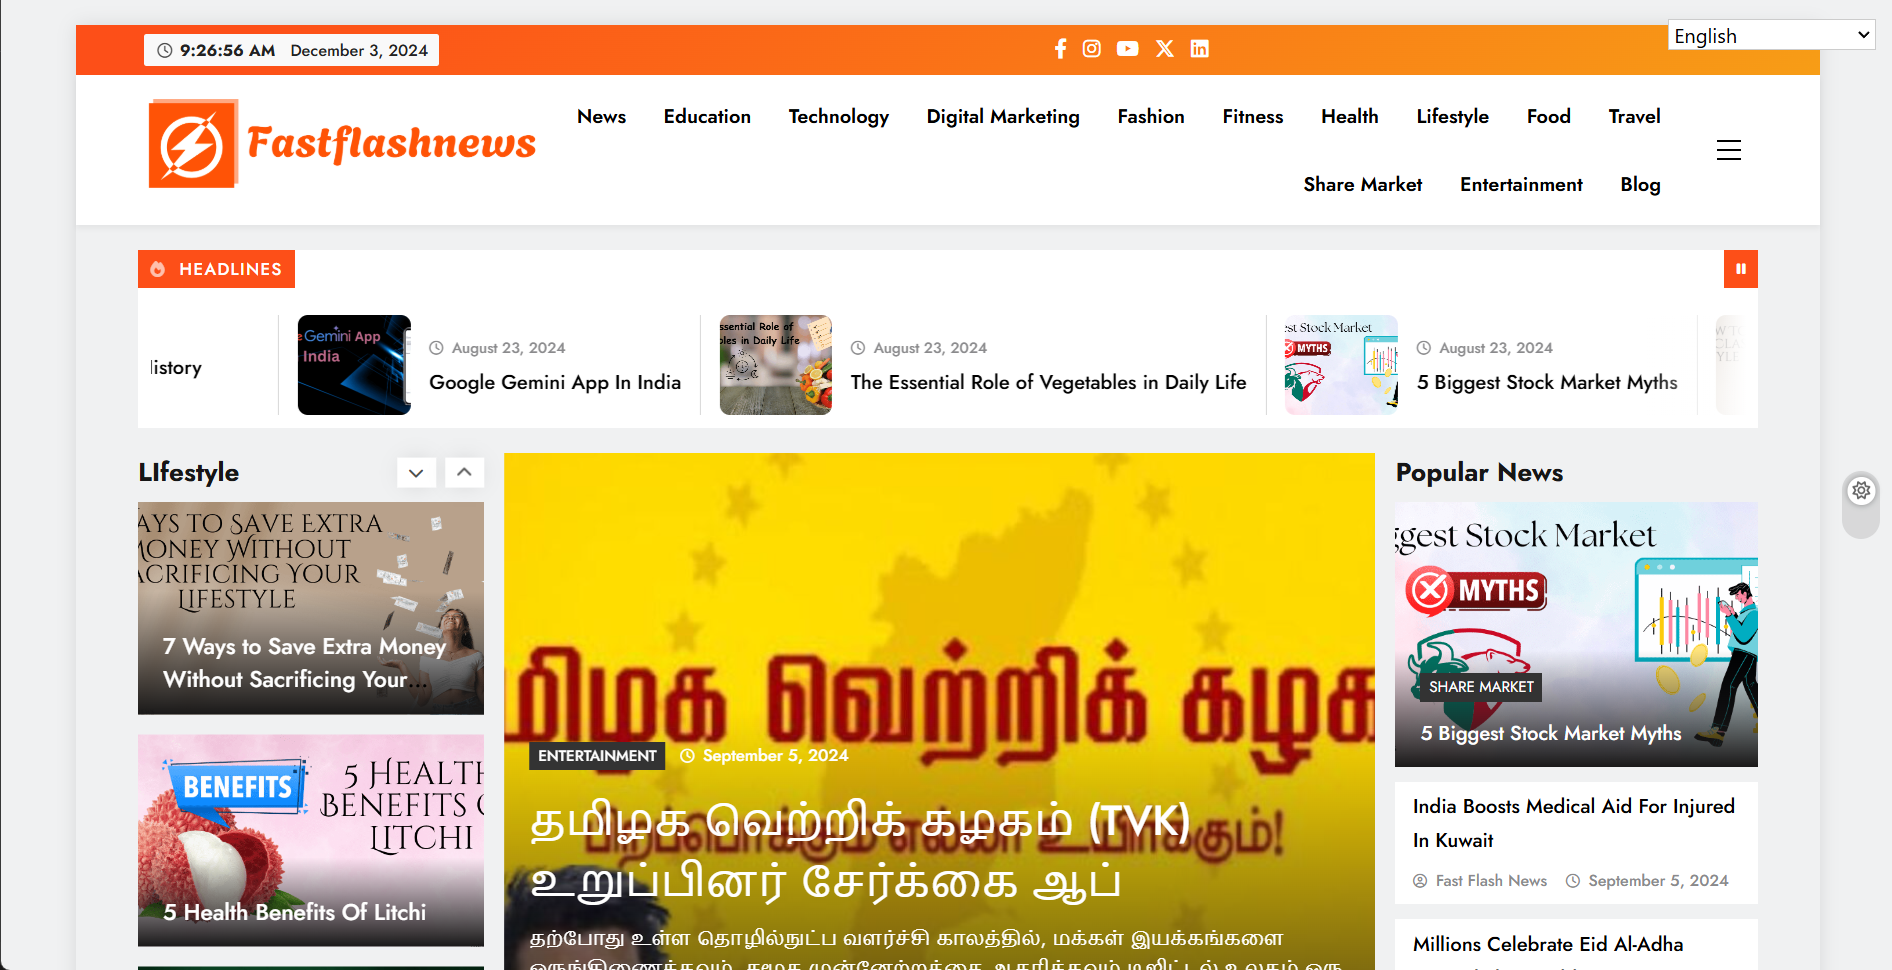 9:26:56 AM December 3, 2024
English
Fastflashnews
News Education Technology Digital Marketing Fashion Fitness Health Lifestyle Food Travel
Share Market Entertainment Blog
HEADLINES
Gemini App
India
August 23, 2024
Google Gemini App In India
ssential Role of
les in Daily Life
August 23, 2024
The Essential Role of Vegetables in Daily Life
st Stock Market
MYTHS
August 23, 2024
5 Biggest Stock Market Myths
LIfestyle
AYS TO SAVE EXTRA
MONEY WITHOUT
ACRIFICING YOUR
LIFESTYLE
7 Ways to Save Extra Money
Without Sacrificing Your...
BENEFITS
5 HEALTH
BENEFITS
LITCHI
5 Health Benefits Of Litchi
மிழக வெற்றிக் கழக
ENTERTAINMENT September 5, 2024
தமிழக வெற்றிக் கழகம் (TVK)
உறுப்பினர் சேர்க்கை ஆப்
தற்போது உள்ள தொழில்நுட்ப வளர்ச்சி காலத்தில், மக்கள் இயக்கங்களை
Popular News
ggest Stock Market
MYTHS
SHARE MARKET
5 Biggest Stock Market Myths
India Boosts Medical Aid For Injured
In Kuwait
Fast Flash News September 5, 2024
Millions Celebrate Eid Al-Adha